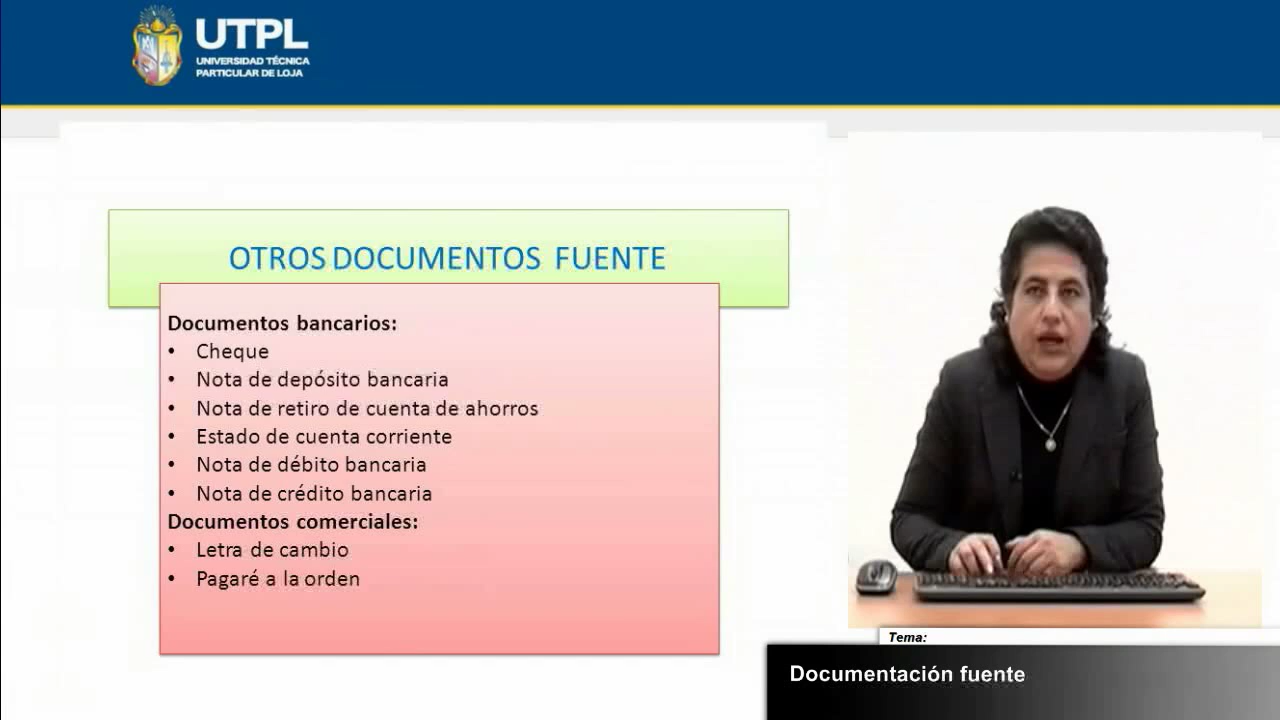 UTPL
UNIVERSIDAD TÉCNICA
PARTICULAR DE LOJA
OTROS DOCUMENTOS FUENTE
Documentos bancarios:
• Cheque
• Nota de depósito bancaria
• Nota de retiro de cuenta de ahorros
• Estado de cuenta corriente
• Nota de débito bancaria
• Nota de crédito bancaria
Documentos comerciales:
• Letra de cambio
• Pagaré a la orden
Tema:
Documentación fuente